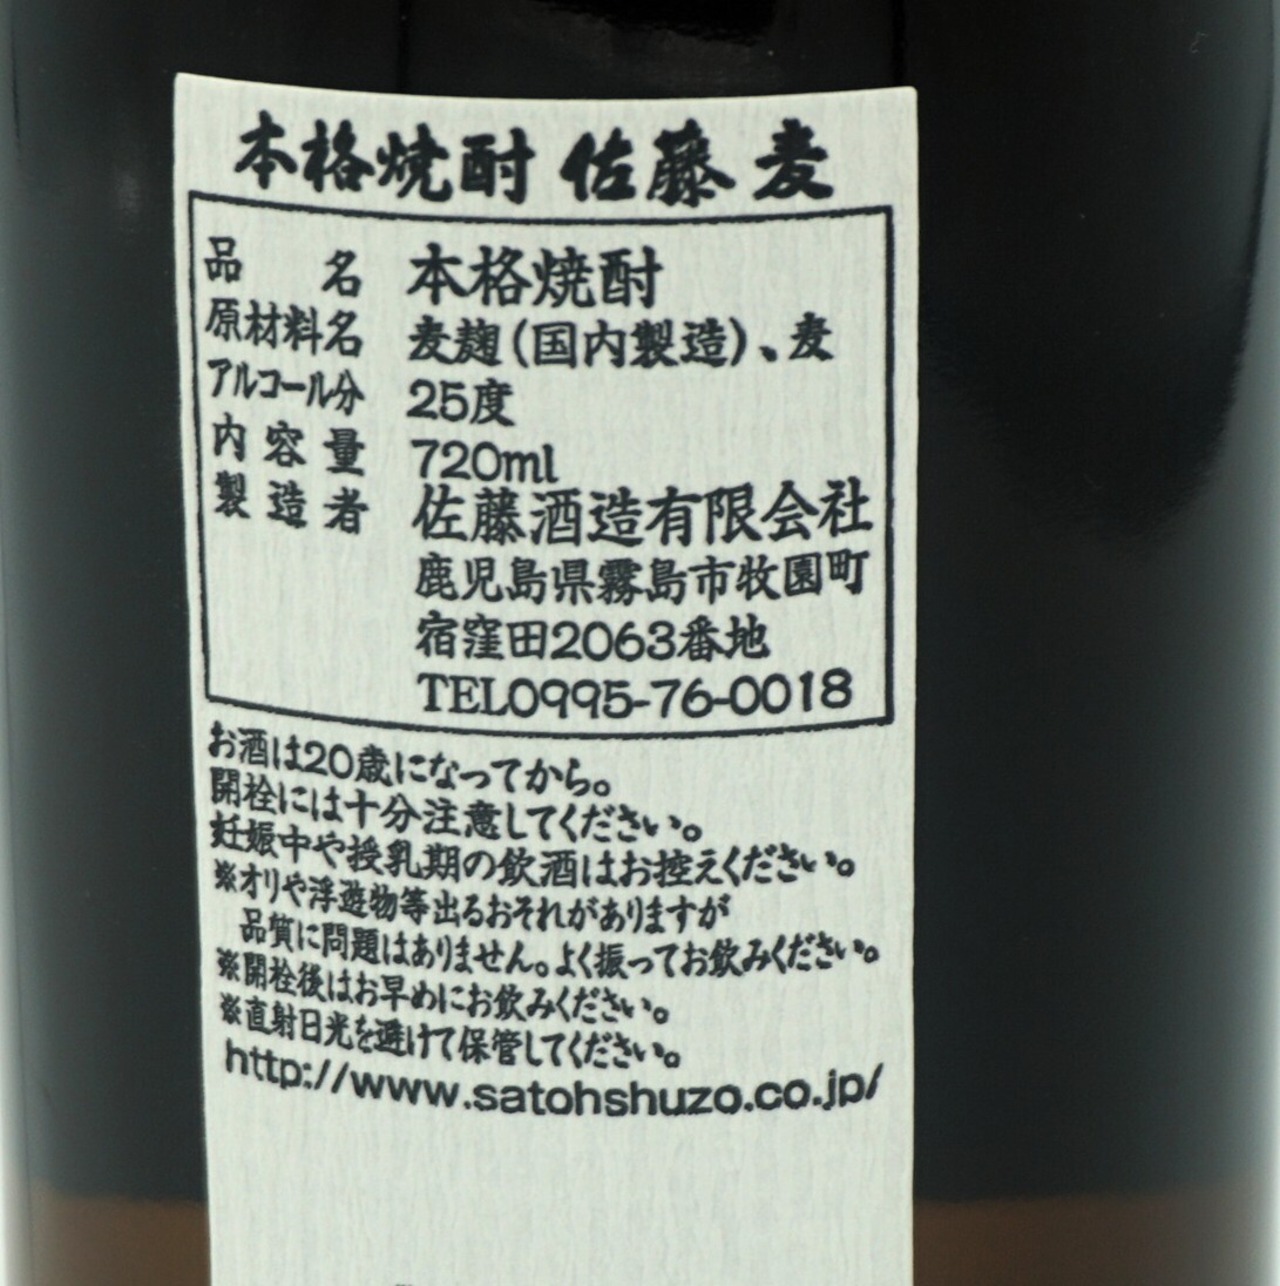 本格焼酎 佐藤 麦
品名 本格焼酎
原材料名 麦麹(国内製造)、麦
アルコール分 25度
内容量 720ml
製造者 佐藤酒造有限会社
鹿児島県霧島市牧園町
宿窪田2063番地
TEL0995-76-0018
お酒は20歳になってから。
開栓には十分注意してください。
妊娠中や授乳期の飲酒はお控えください。
※オリや浮遊物等出るおそれがありますが
品質に問題はありません。よく振ってお飲みください。
※開栓後はお早めにお飲みください。
※直射日光を避けて保管してください。
http://www.satohshuzo.co.jp/